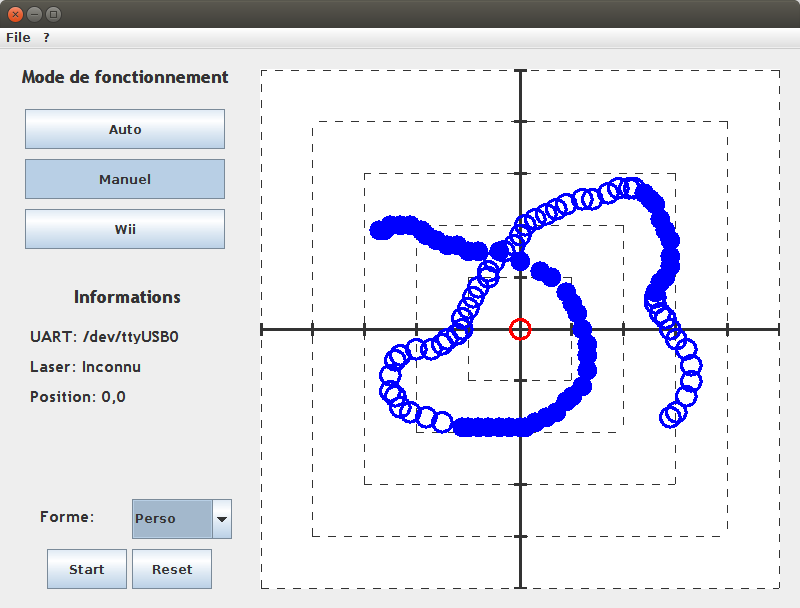 File ?
Mode de fonctionnement
Auto
Manuel
Wii
Informations
UART: /dev/ttyUSB0
Laser: Inconnu
Position: 0,0
Forme: Perso
Start Reset